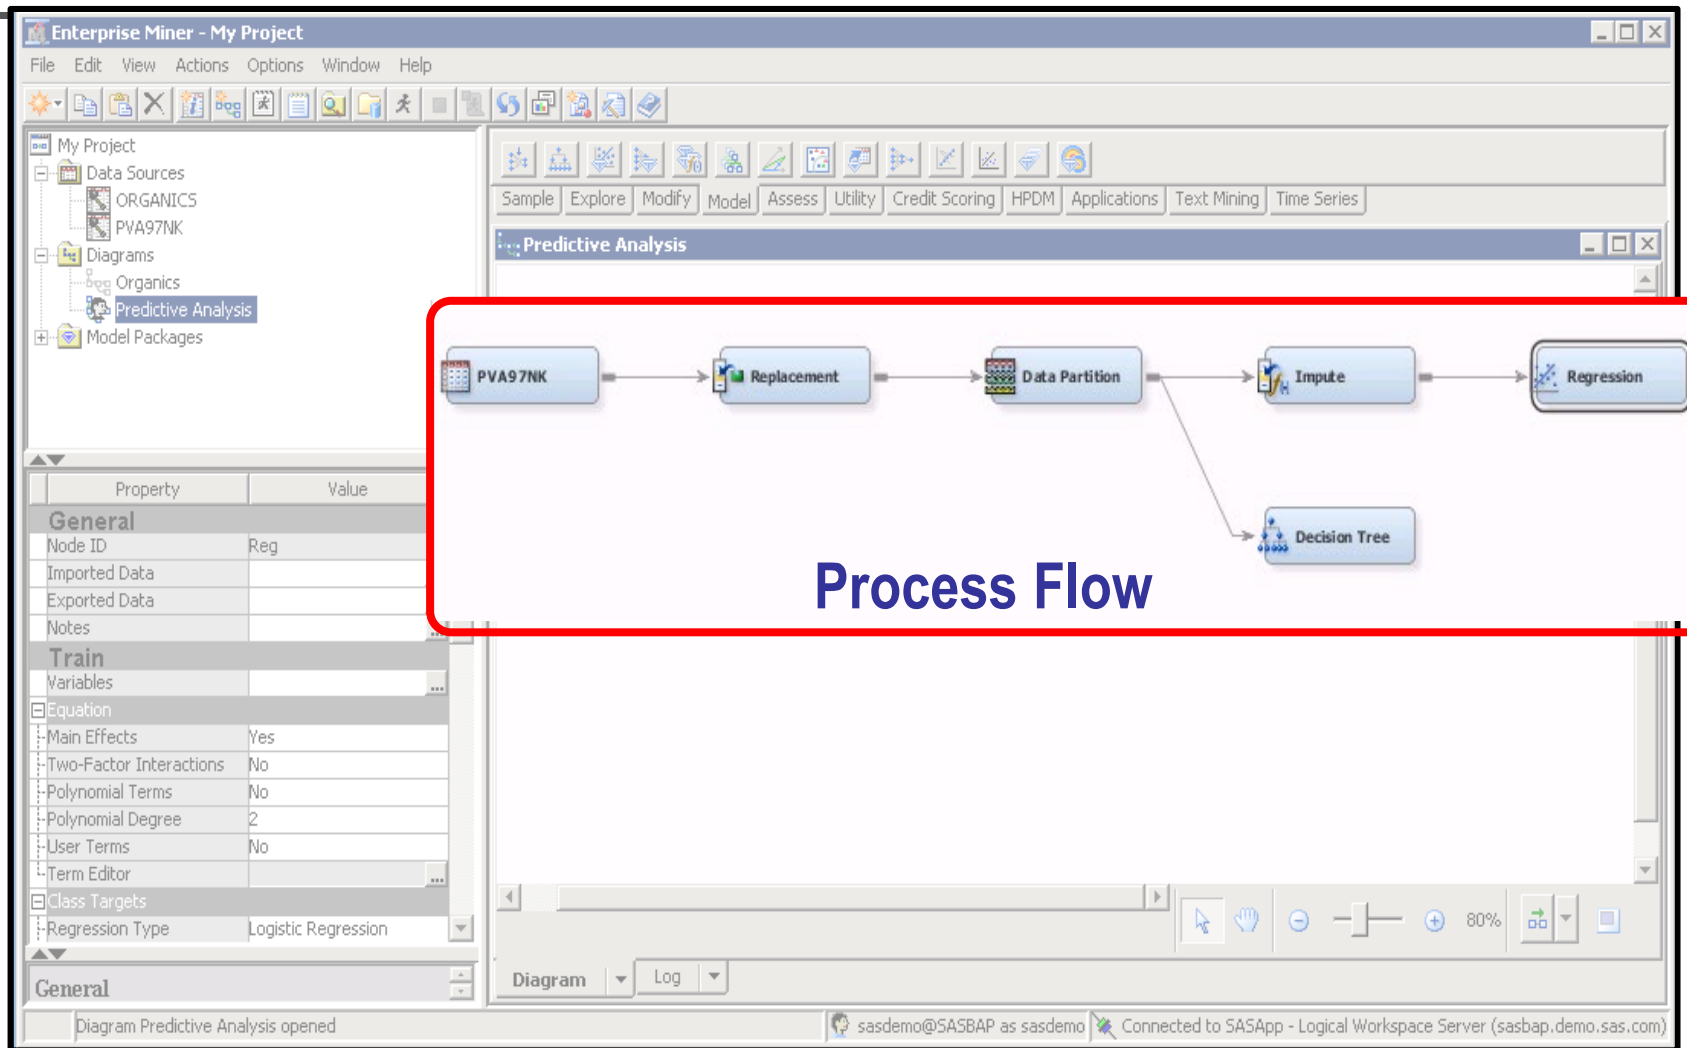 Enterprise Miner - My Project
File Edit View Actions Options Window Help
My Project
Data Sources
ORGANICS
PVA97NK
Diagrams
Organics
Predictive Analysis
Model Packages
Sample Explore Modify Model Assess Utility Credit Scoring HPDM Applications Text Mining Time Series
Predictive Analysis
PVA97NK Replacement Data Partition Impute Regression
Decision Tree
Process Flow
Property Value
General
Node ID Reg
Imported Data
Exported Data
Notes ...
Train
Variables ...
Equation
Main Effects Yes
Two-Factor Interactions No
Polynomial Terms No
Polynomial Degree 2
User Terms No
Term Editor ...
Class Targets
Regression Type Logistic Regression
General
80%
Diagram Log
Diagram Predictive Analysis opened
sasdemo@SASBAP as sasdemo Connected to SASApp - Logical Workspace Server (sasbap.demo.sas.com)